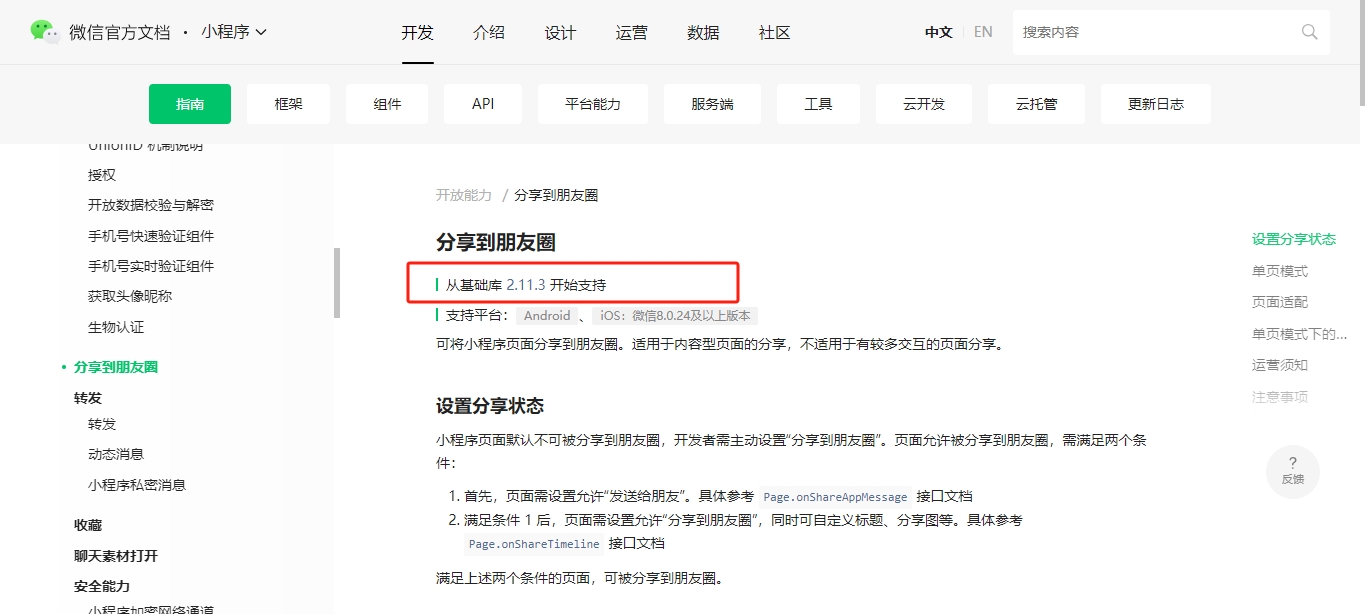 微信官方文档 · 小程序
开发 介绍 设计 运营 数据 社区
中文 EN 搜索内容
指南 框架 组件 API 平台能力 服务端 工具 云开发 云托管 更新日志
UnionID 机制说明
授权
开放数据校验与解密
手机号快速验证组件
手机号实时验证组件
获取头像昵称
生物认证
分享到朋友圈
转发
转发
动态消息
小程序私密消息
收藏
聊天素材打开
安全能力
小程序加密网络通道
开放能力 / 分享到朋友圈
分享到朋友圈
从基础库 2.11.3 开始支持
支持平台： Android 、 iOS：微信8.0.24及以上版本
可将小程序页面分享到朋友圈。适用于内容型页面的分享，不适用于有较多交互的页面分享。
设置分享状态
小程序页面默认不可被分享到朋友圈，开发者需主动设置“分享到朋友圈”。页面允许被分享到朋友圈，需满足两个条
件：
1. 首先，页面需设置允许“发送给朋友”。具体参考 Page.onShareAppMessage 接口文档
2. 满足条件 1 后，页面需设置允许“分享到朋友圈”，同时可自定义标题、分享图等。具体参考
Page.onShareTimeline 接口文档
满足上述两个条件的页面，可被分享到朋友圈。
设置分享状态
单页模式
页面适配
单页模式下的...
运营须知
注意事项
?
反馈